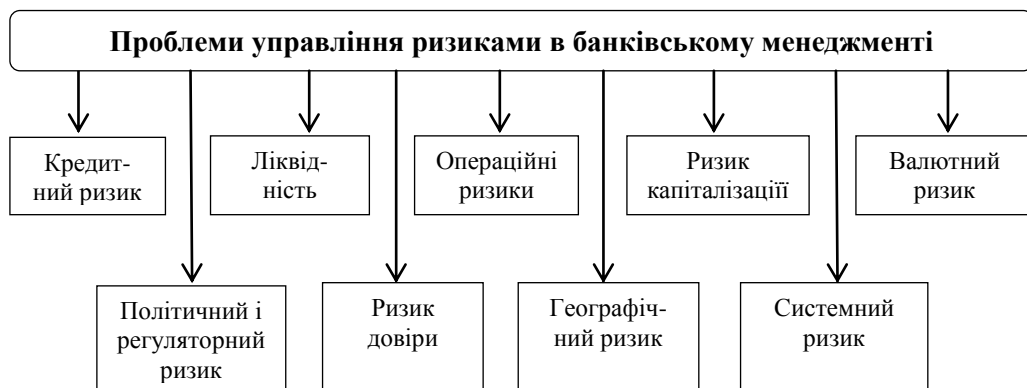 Проблеми управління ризиками в банківському менеджменті
Кредит-
ний ризик
Ліквід-
ність
Операційні
ризики
Ризик
капіталізаціїї
Валютний
ризик
Політичний і
регуляторний
ризик
Ризик
довіри
Географіч-
ний ризик
Системний
ризик